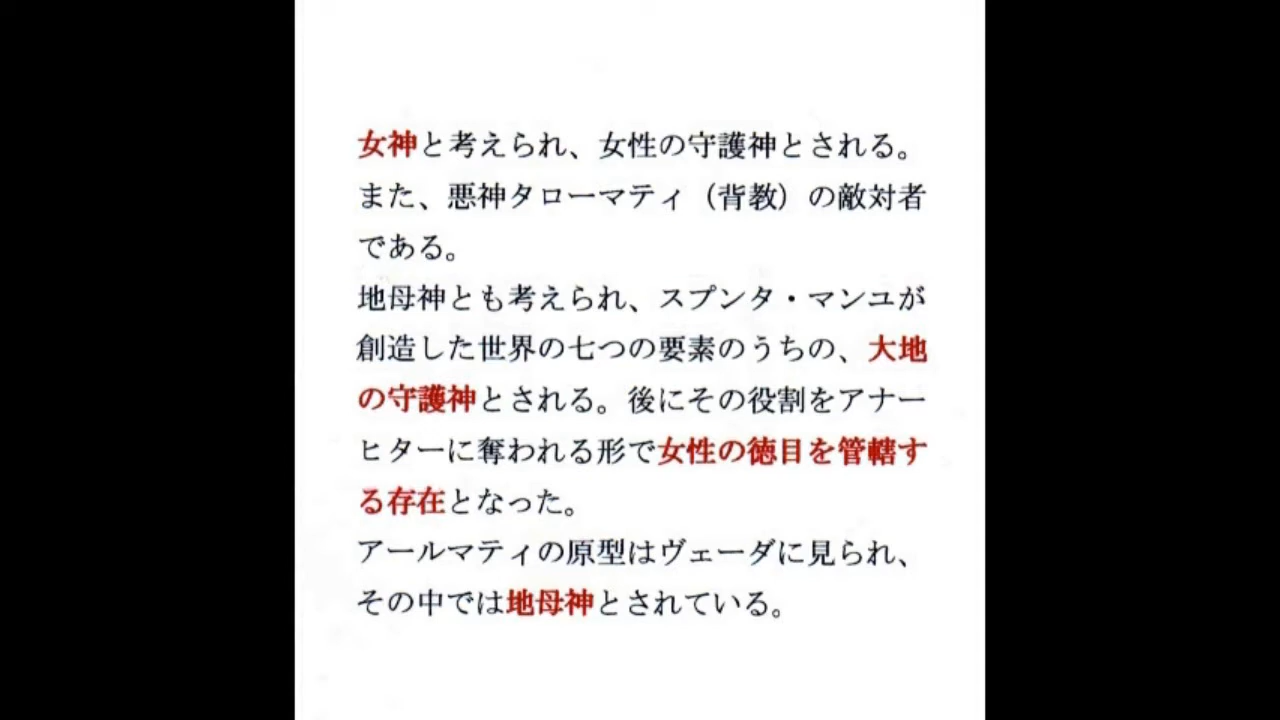 女神と考えられ、女性の守護神とされる。
また、悪神タローマティ（背教）の敵対者
である。
地母神とも考えられ、スプンタ・マンユが
創造した世界の七つの要素のうちの、大地
の守護神とされる。後にその役割をアナー
ヒターに奪われる形で女性の徳目を管轄す
る存在となった。
アールマティの原型はヴェーダに見られ、
その中では地母神とされている。